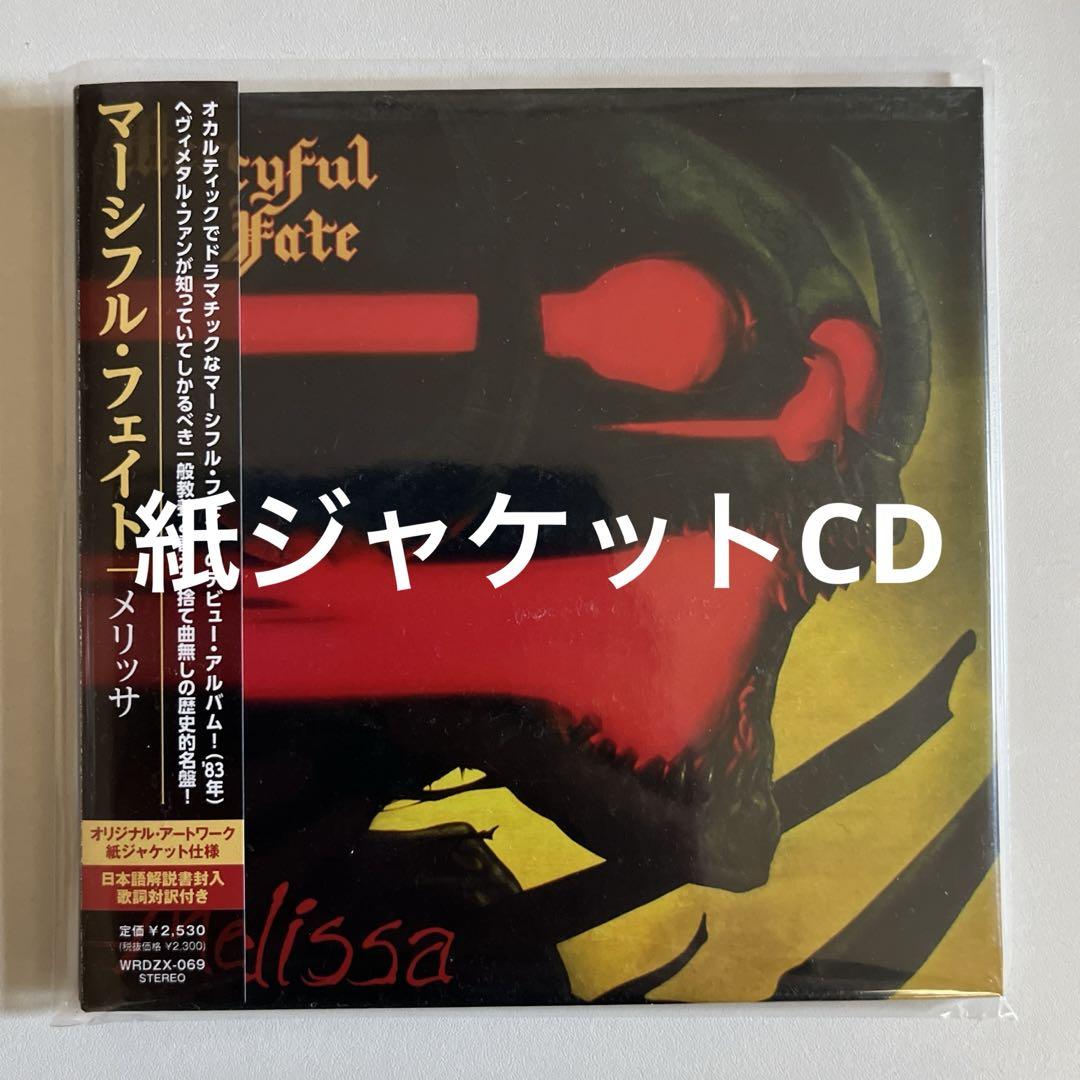 マーシフル・フェイト
メリッサ
オカルティックでドラマチックなマーシフル・フ
デビュー・アルバム!('83年)
ヘヴィメタル・ファンが知っていてしかるべき一般教
捨て曲無しの歴史的名盤!
オリジナル・アートワーク
紙ジャケット仕様
日本語解説書封入
歌詞対訳付き
定価 ¥2,530
(税抜価格 ¥2,300)
WRDZX-069
STEREO
cyful
Fate
紙ジャケットCD
elissa